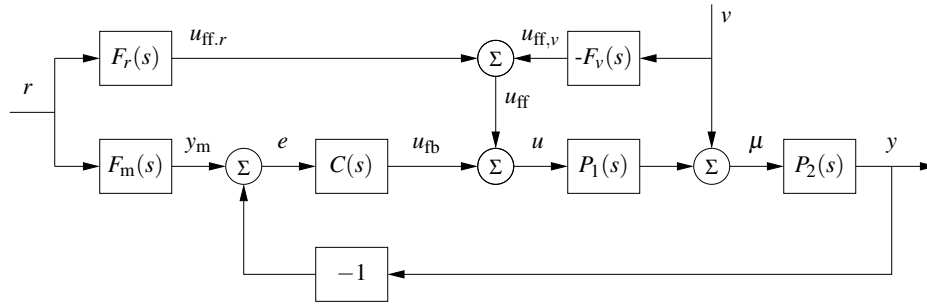 u_ff.r
u_ff,v
v
F_r(s)
Σ
-F_v(s)
r
u_ff
y_m
e
u_fb
u
μ
y
F_m(s)
Σ
C(s)
Σ
P_1(s)
Σ
P_2(s)
−1